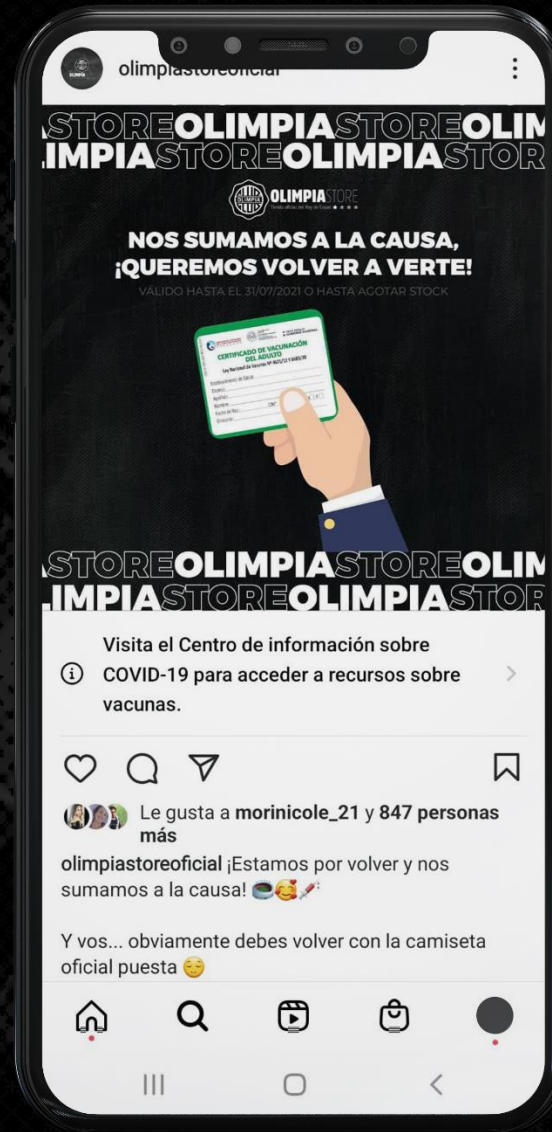 olimpiastoreoficial
STOREOLIMPIASTOREOLIM
IMPIASTOREOLIMPIASTOR
OLIMPIASTORE
NOS SUMAMOS A LA CAUSA,
¡QUEREMOS VOLVER A VERTE!
VÁLIDO HASTA EL 31/07/2021 O HASTA AGOTAR STOCK
CERTIFICADO DE VACUNACIÓN
DEL ADULTO
STOREOLIMPIASTOREOLIM
IMPIASTOREOLIMPIASTOR
Visita el Centro de información sobre
COVID-19 para acceder a recursos sobre
vacunas.
Le gusta a morinicole_21 y 847 personas
más
olimpiastoreoficial ¡Estamos por volver y nos
sumamos a la causa!
Y vos... obviamente debes volver con la camiseta
oficial puesta